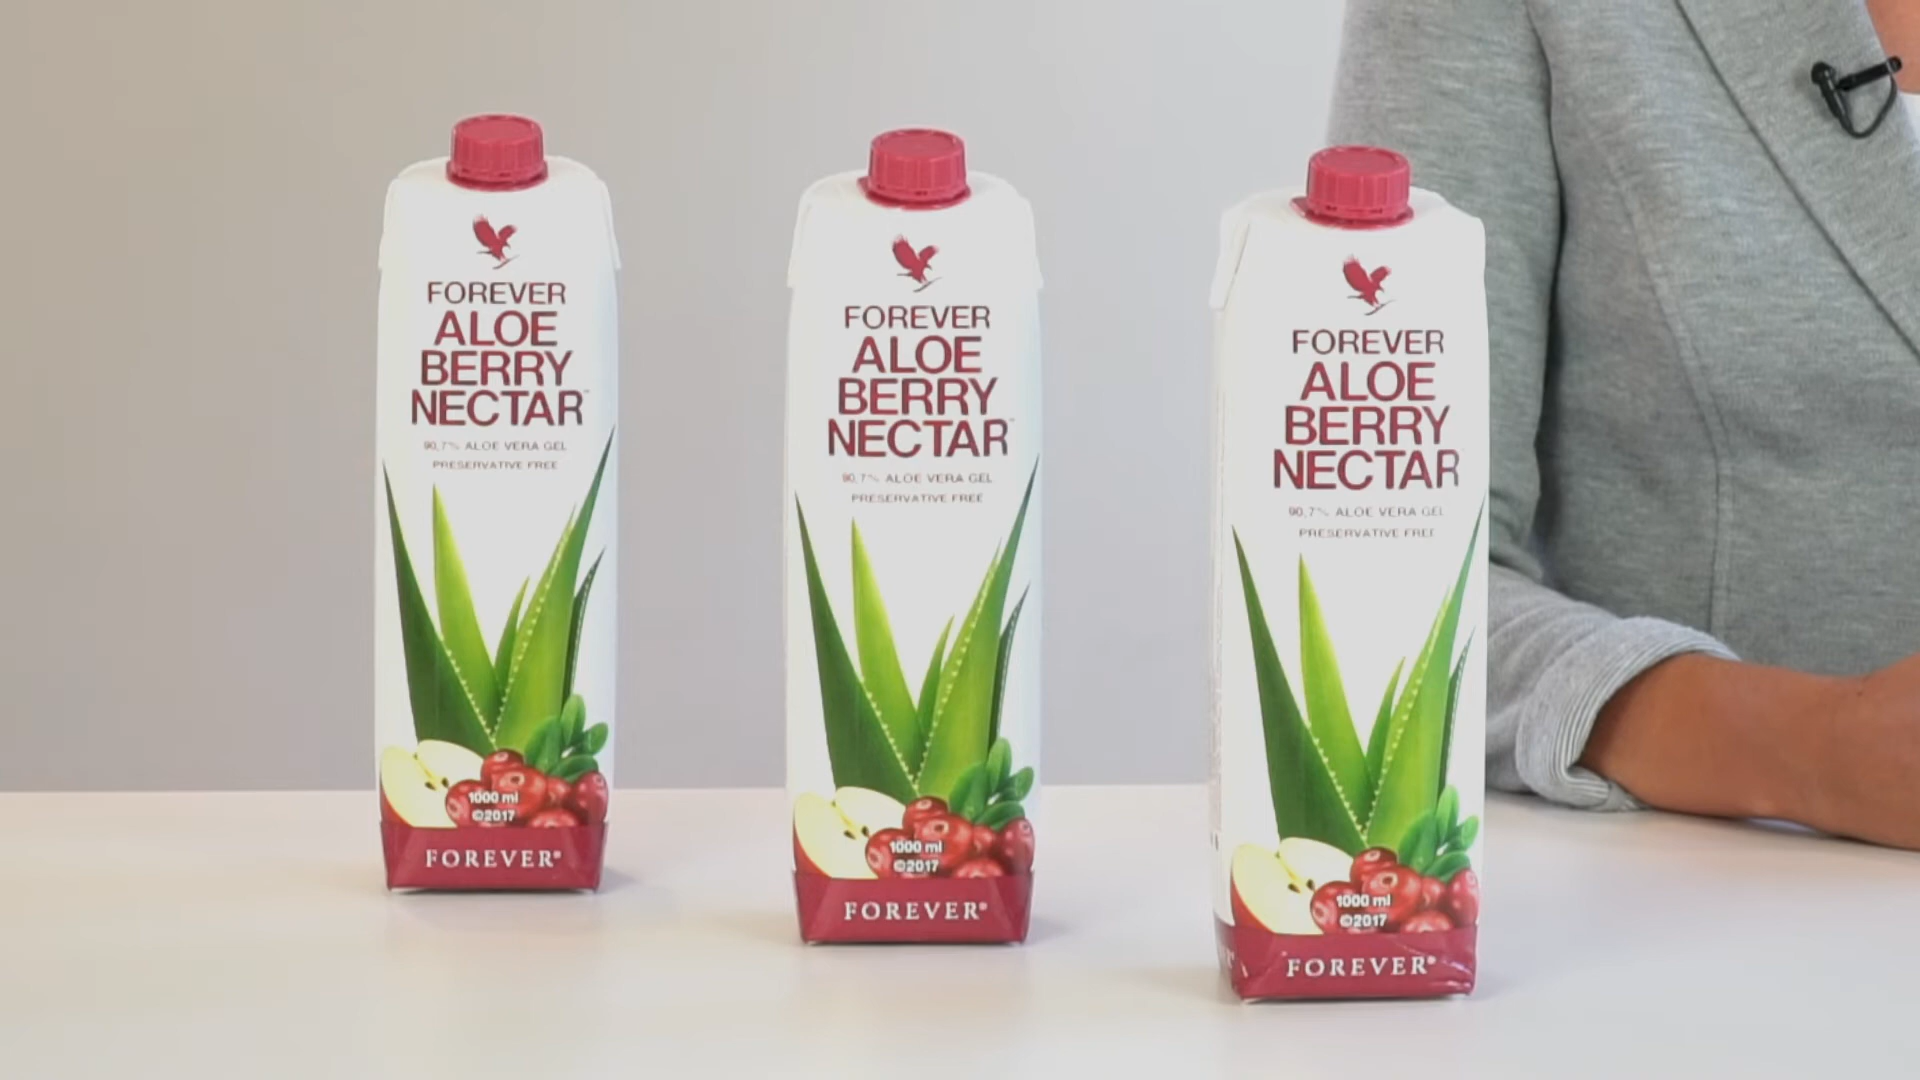 FOREVER
ALOE
BERRY
NECTAR™
90,7% ALOE VERA GEL
PRESERVATIVE FREE
1000 ml
©2017
FOREVER®
FOREVER
ALOE
BERRY
NECTAR™
90,7% ALOE VERA GEL
PRESERVATIVE FREE
1000 ml
©2017
FOREVER®
FOREVER
ALOE
BERRY
NECTAR
90,7% ALOE VERA GEL
PRESERVATIVE FREE
1000 ml
©2017
FOREVER®